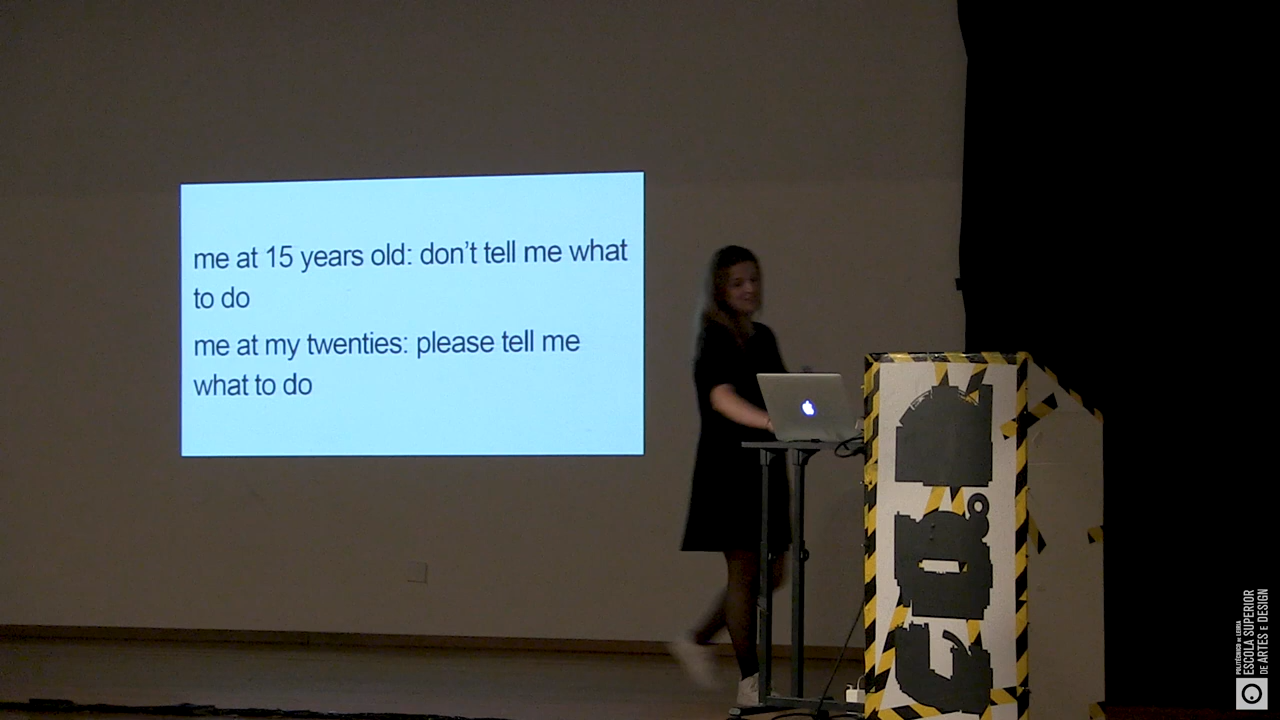 me at 15 years old: don't tell me what
to do
me at my twenties: please tell me
what to do
POLITÉCNICO DE LEIRIA
ESCOLA SUPERIOR
DE ARTES E DESIGN